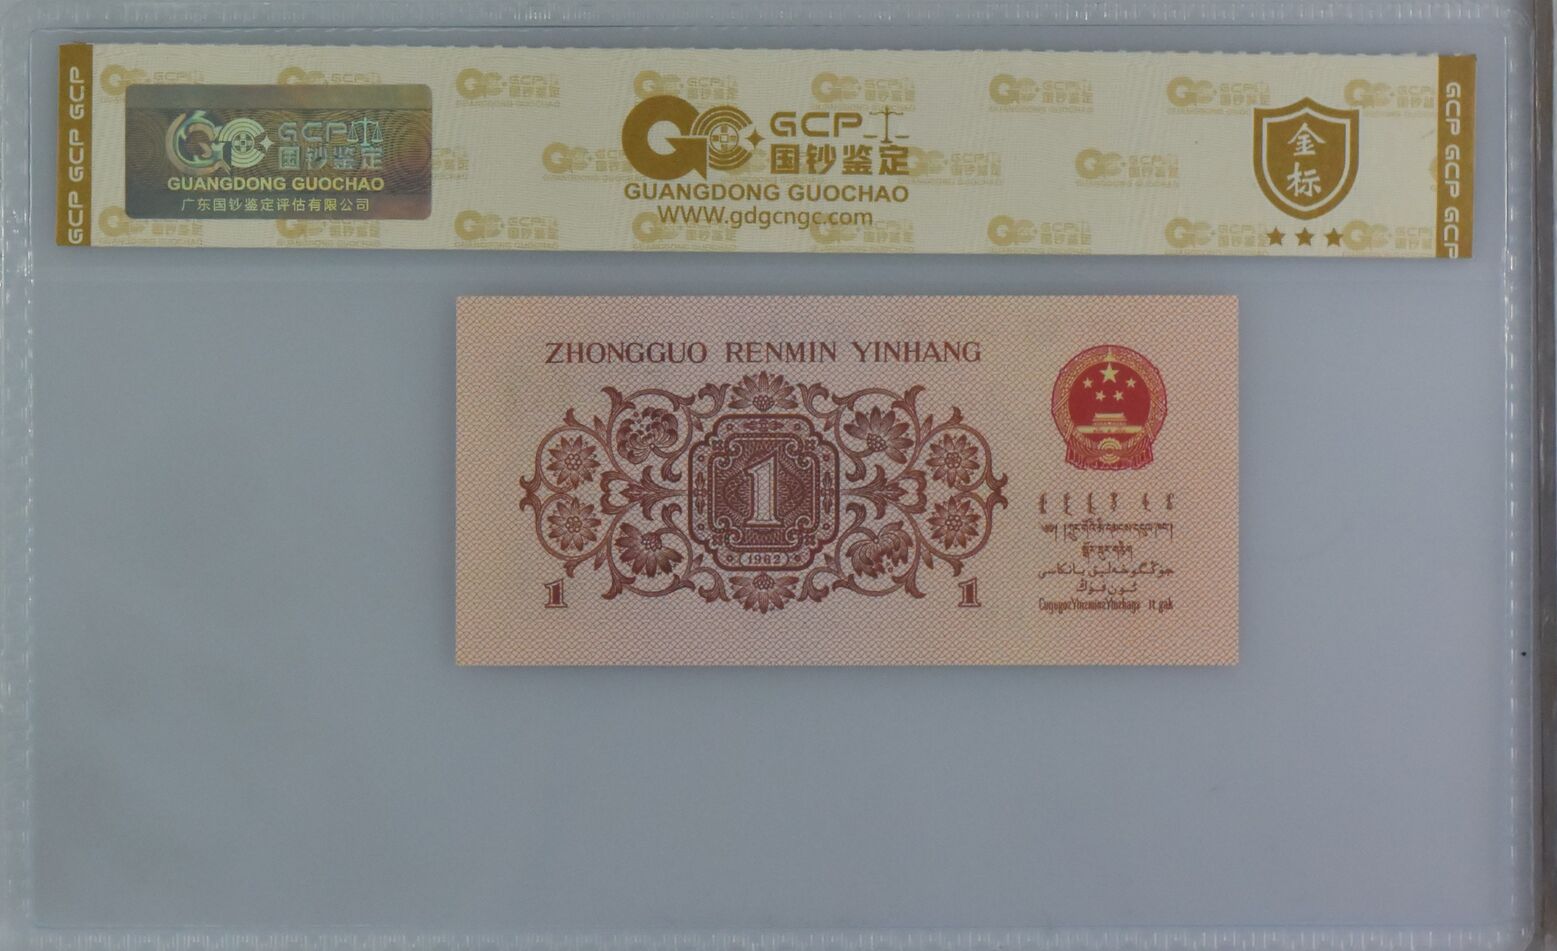 GCP GCP GCP
GCP
国钞鉴定
GUANGDONG GUOCHAO
广东国钞鉴定评估有限公司
GCP
国钞鉴定
GUANGDONG GUOCHAO
WWW.gdgcngc.com
金标
GCP GCP GCP
ZHONGGUO RENMIN YINHANG
1
(1962)
1
1
جۇڭگوخەلىق بانكىسى